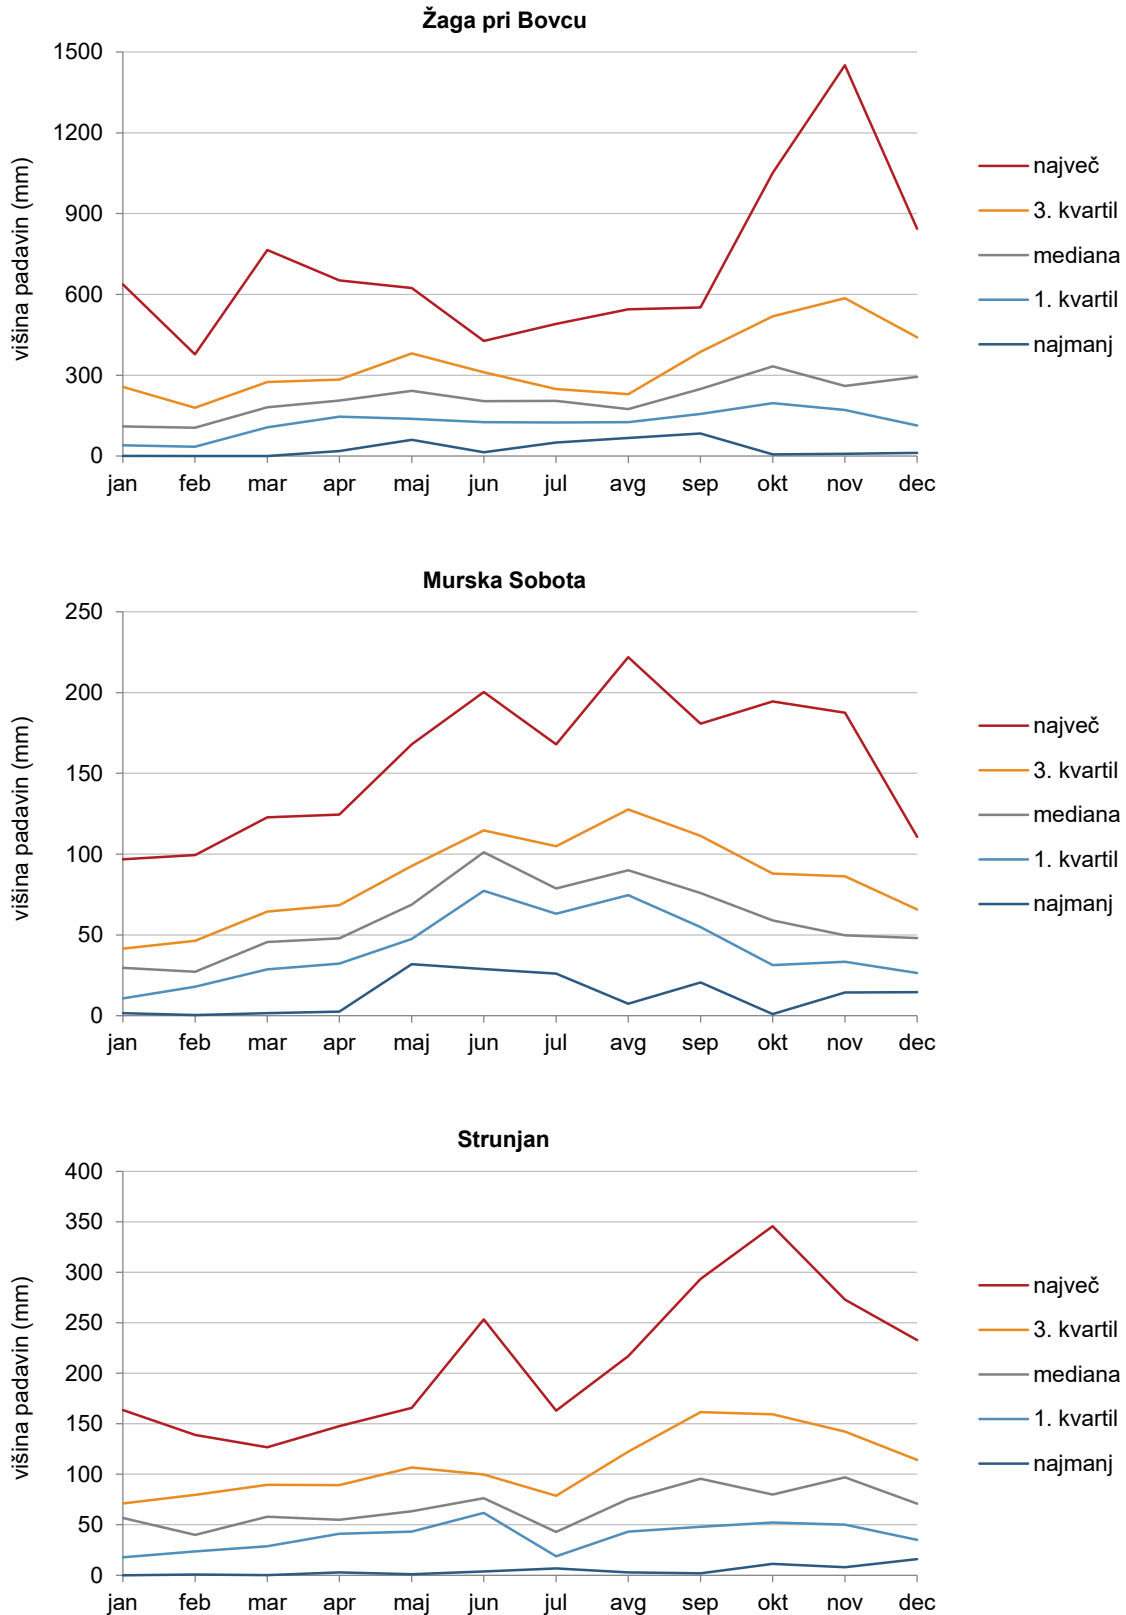 Žaga pri Bovcu
višina padavin (mm)
1500
1200
900
600
300
0
jan feb mar apr maj jun jul avg sep okt nov dec
največ
3. kvartil
mediana
1. kvartil
najmanj
Murska Sobota
višina padavin (mm)
250
200
150
100
50
0
jan feb mar apr maj jun jul avg sep okt nov dec
največ
3. kvartil
mediana
1. kvartil
najmanj
Strunjan
višina padavin (mm)
400
350
300
250
200
150
100
50
0
jan feb mar apr maj jun jul avg sep okt nov dec
največ
3. kvartil
mediana
1. kvartil
najmanj